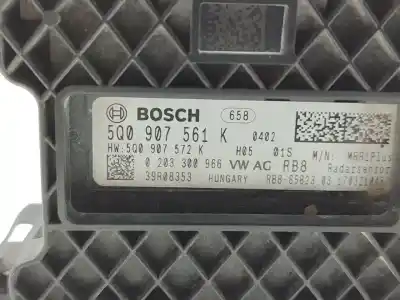 BOSCH 658
5Q0 907 561 K 0402
HW:5Q0 907 572 K H05 01S M/N: MRR1Plus
0 203 300 966 VW AG RB8 Radarsensor
39R08353 HUNGARY